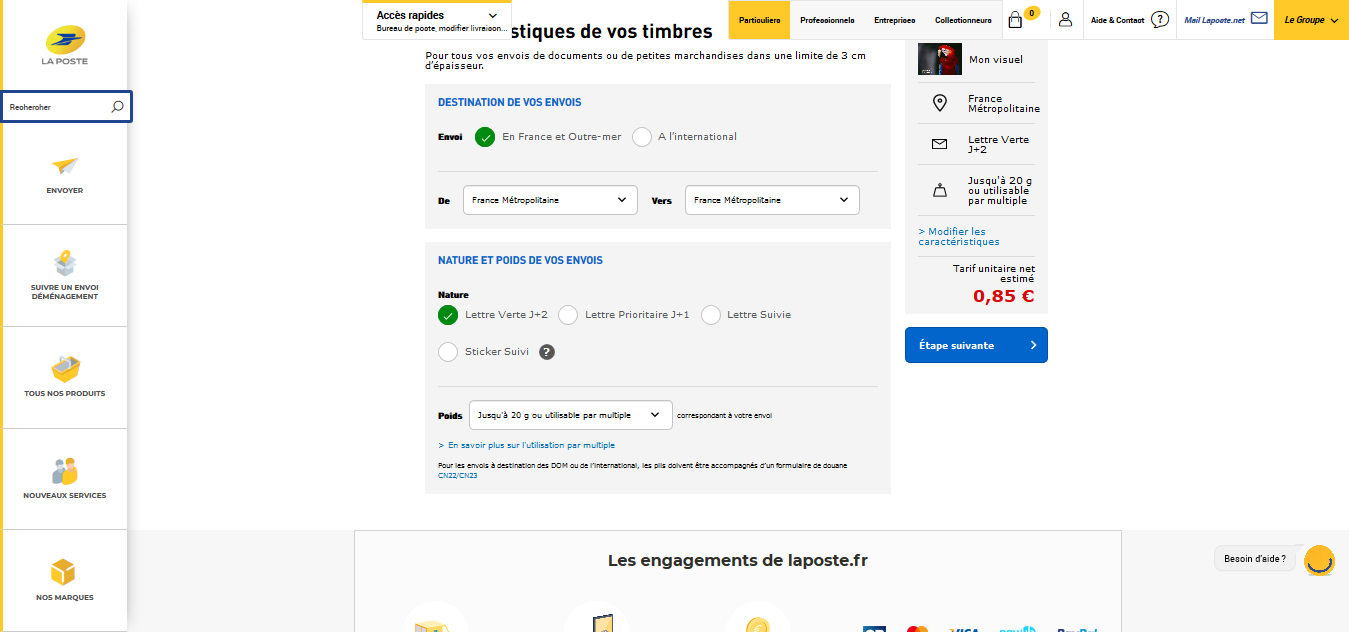 LA POSTE
Rechercher
ENVOYER
SUIVRE UN ENVOI
DÉMÉNAGEMENT
TOUS NOS PRODUITS
NOUVEAUX SERVICES
NOS MARQUES
Accès rapides
Bureau de poste, modifier livraison...
Particuliers
Professionnels
Entreprises
Collectionneurs
0
Aide & Contact
?
Mail Laposte.net
Le Groupe
stiques de vos timbres
Pour tous vos envois de documents ou de petites marchandises dans une limite de 3 cm
d'épaisseur.
DESTINATION DE VOS ENVOIS
Envoi
En France et Outre-mer
A l'international
De
France Métropolitaine
Vers
France Métropolitaine
NATURE ET POIDS DE VOS ENVOIS
Nature
Lettre Verte J+2
Lettre Prioritaire J+1
Lettre Suivie
Sticker Suivi
?
Poids
Jusqu'à 20 g ou utilisable par multiple
correspondant à votre envoi
> En savoir plus sur l'utilisation par multiple
Pour les envois à destination des DOM ou de l'international, les plis doivent être accompagnés d'un formulaire de douane
CN22/CN23
Mon visuel
France
Métropolitaine
Lettre Verte
J+2
Jusqu'à 20 g
ou utilisable
par multiple
> Modifier les
caractéristiques
Tarif unitaire net
estimé
0,85 €
Étape suivante
Les engagements de laposte.fr
Besoin d'aide ?
VISA
PayPal